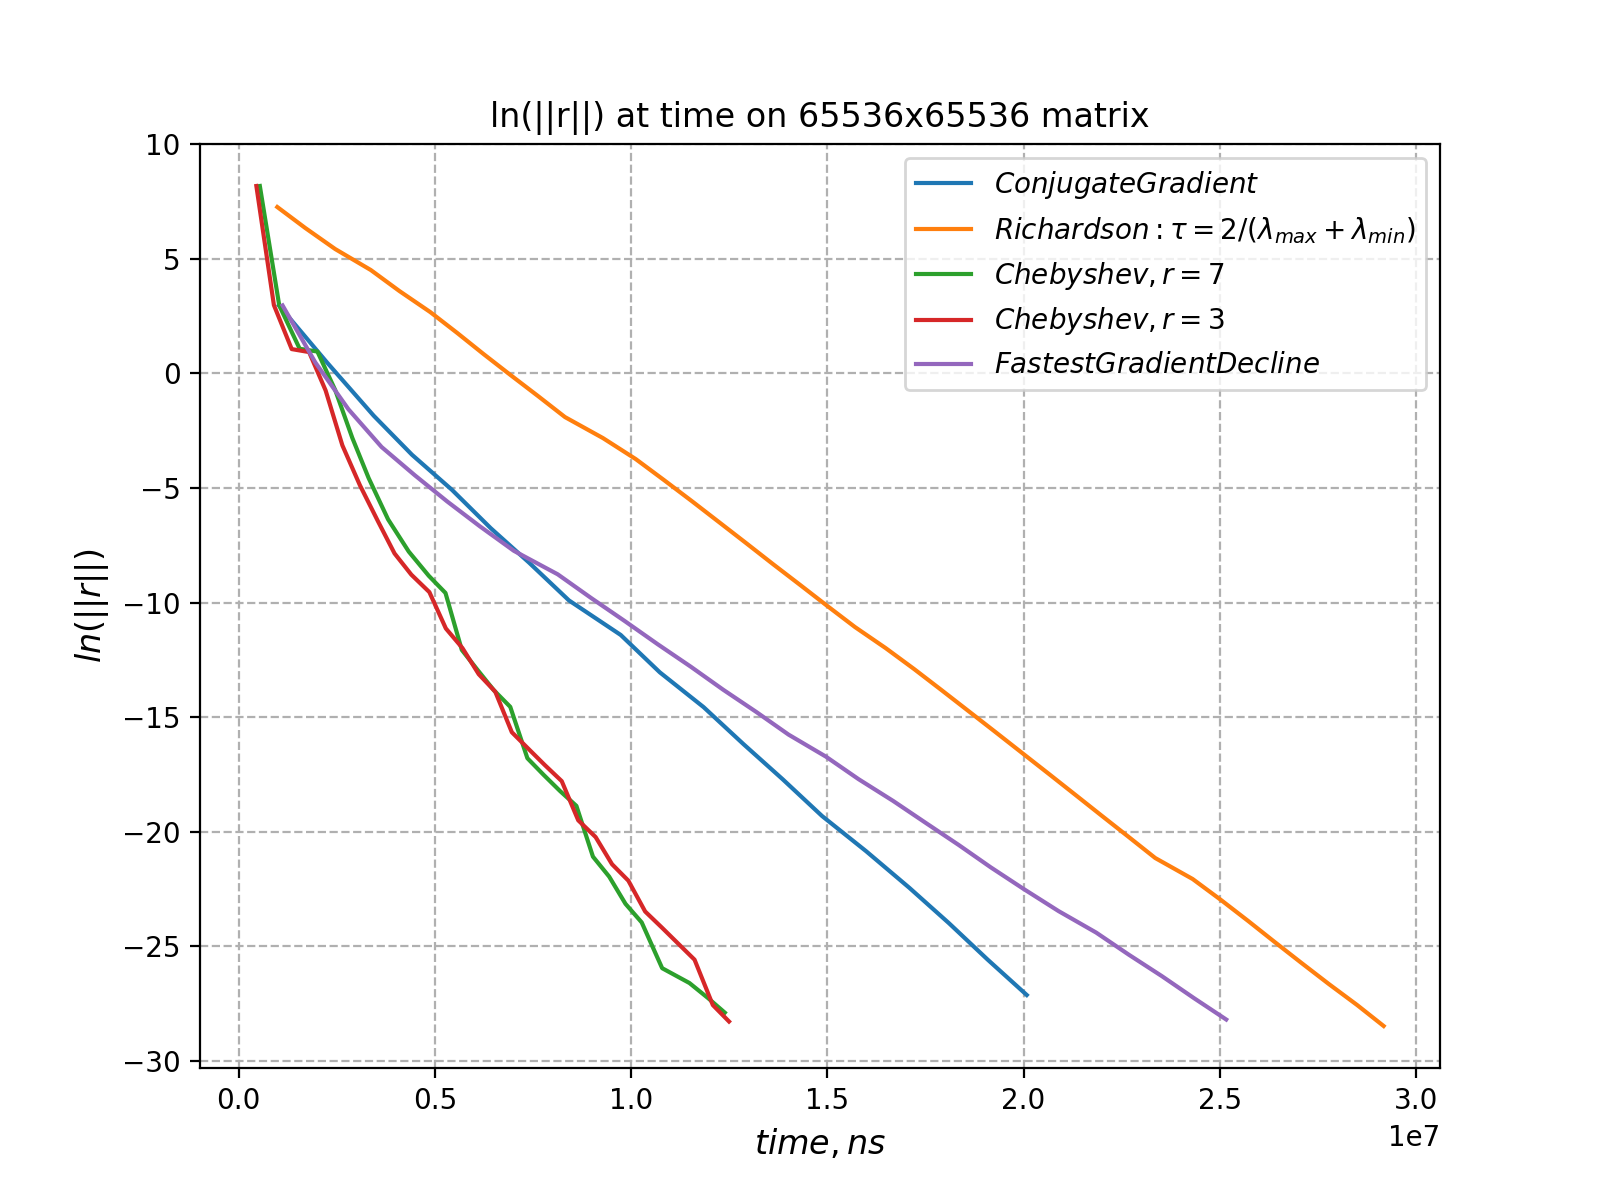 ln(||r||) at time on 65536x65536 matrix
ln(||r||)
10
5
0
−5
−10
−15
−20
−25
−30
ConjugateGradient
Richardson : τ = 2/(λmax + λmin)
Chebyshev, r = 7
Chebyshev, r = 3
FastestGradientDecline
0.0 0.5 1.0 1.5 2.0 2.5 3.0
1e7
time, ns